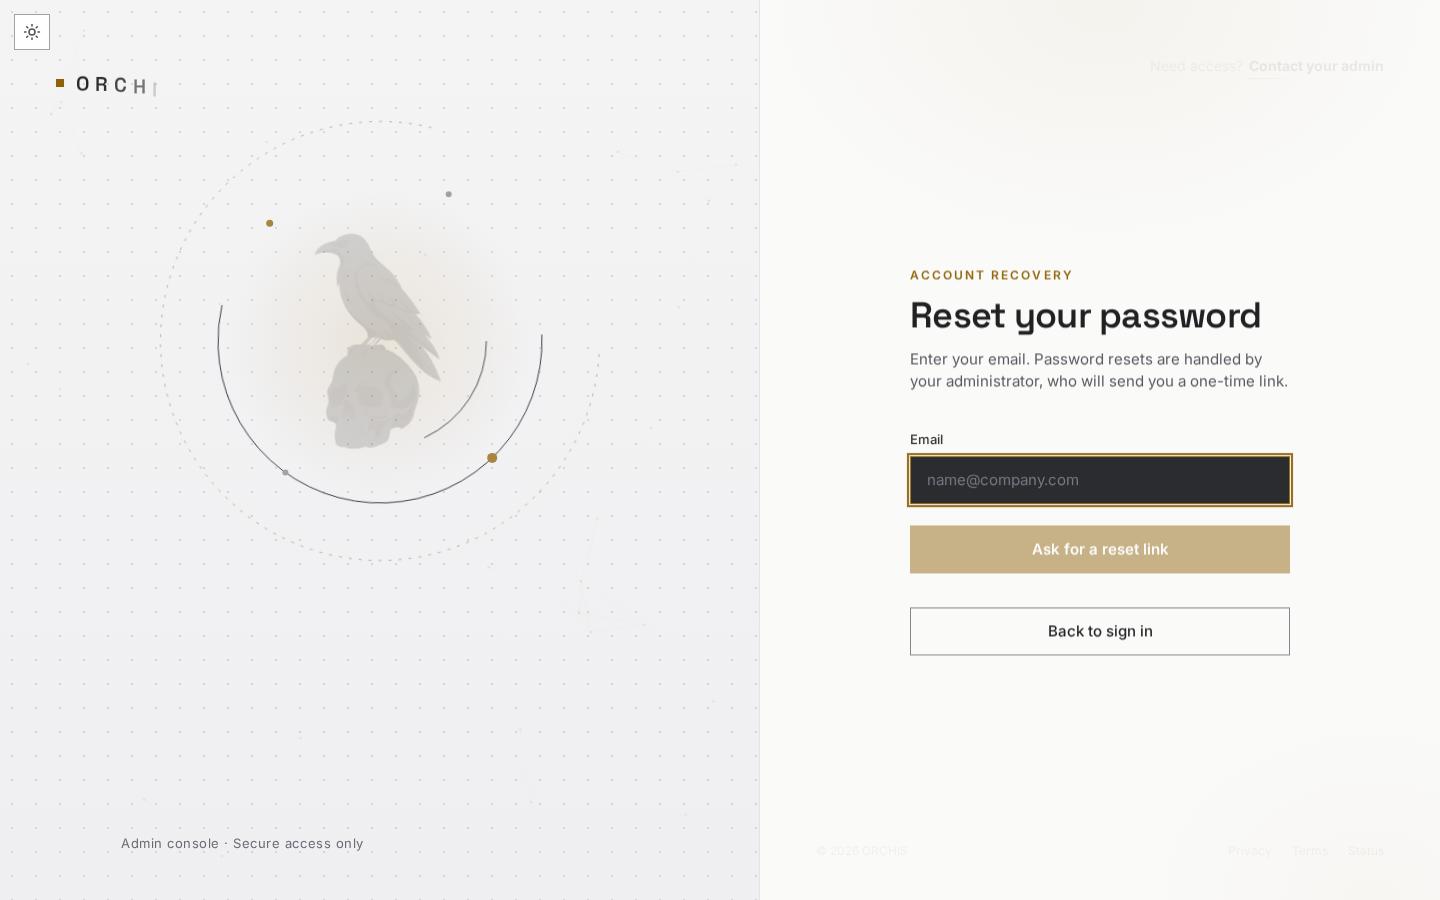 ORCHI
Need access? Contact your admin
ACCOUNT RECOVERY
Reset your password
Enter your email. Password resets are handled by
your administrator, who will send you a one-time link.
Email
name@company.com
Ask for a reset link
Back to sign in
Admin console · Secure access only
© 2026 ORCHIS
Privacy Terms Status